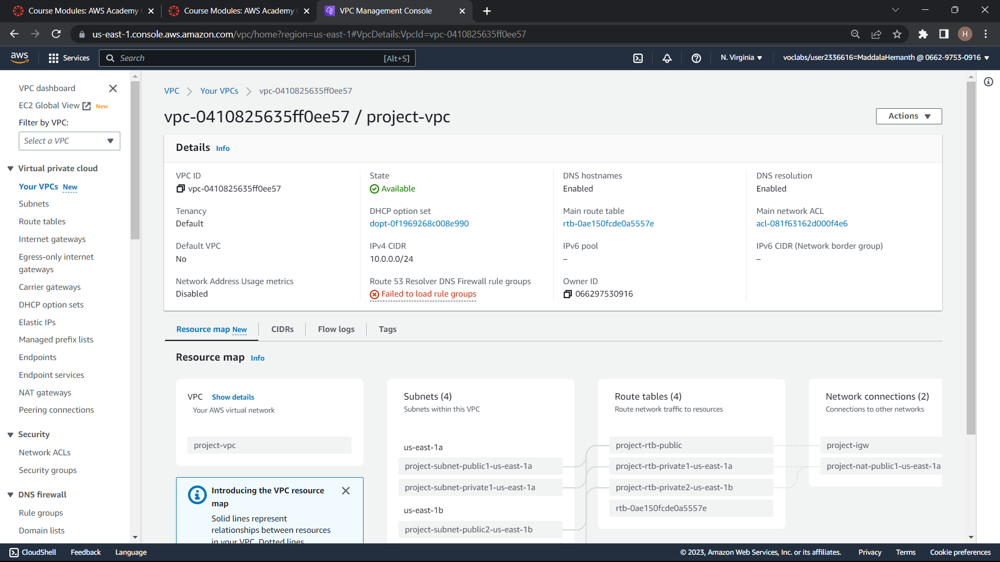 Course Modules: AWS Academy
Course Modules: AWS Academy
VPC Management Console
us-east-1.console.aws.amazon.com/vpc/home?region=us-east-1#VpcDetails:VpcId=vpc-0410825635ff0ee57
H
aws
Services
Search
[Alt+S]
N. Virginia
voclabs/user2336616=MaddalaHemanth @ 0662-9753-0916
VPC dashboard
EC2 Global View New
Filter by VPC:
Select a VPC
Virtual private cloud
Your VPCs New
Subnets
Route tables
Internet gateways
Egress-only internet
gateways
Carrier gateways
DHCP option sets
Elastic IPs
Managed prefix lists
Endpoints
Endpoint services
NAT gateways
Peering connections
Security
Network ACLs
Security groups
DNS firewall
Rule groups
Domain lists
VPC
Your VPCs
vpc-0410825635ff0ee57
vpc-0410825635ff0ee57 / project-vpc
Actions
Details Info
VPC ID
vpc-0410825635ff0ee57
State
Available
DNS hostnames
Enabled
DNS resolution
Enabled
Tenancy
Default
DHCP option set
dopt-0f1969268c008e990
Main route table
rtb-0ae150fcde0a5557e
Main network ACL
acl-081f63162d000f4e6
Default VPC
No
IPv4 CIDR
10.0.0.0/24
IPv6 pool
–
IPv6 CIDR (Network border group)
–
Network Address Usage metrics
Disabled
Route 53 Resolver DNS Firewall rule groups
Failed to load rule groups
Owner ID
066297530916
Resource map New
CIDRs
Flow logs
Tags
Resource map Info
VPC Show details
Your AWS virtual network
project-vpc
Introducing the VPC resource
map
Solid lines represent
relationships between resources
in your VPC. Dotted lines
Subnets (4)
Subnets within this VPC
us-east-1a
project-subnet-public1-us-east-1a
project-subnet-private1-us-east-1a
us-east-1b
project-subnet-public2-us-east-1b
Route tables (4)
Route network traffic to resources
project-rtb-public
project-rtb-private1-us-east-1a
project-rtb-private2-us-east-1b
rtb-0ae150fcde0a5557e
Network connections (2)
Connections to other networks
project-igw
project-nat-public1-us-east-1a
CloudShell
Feedback
Language
© 2023, Amazon Web Services, Inc. or its affiliates.
Privacy
Terms
Cookie preferences